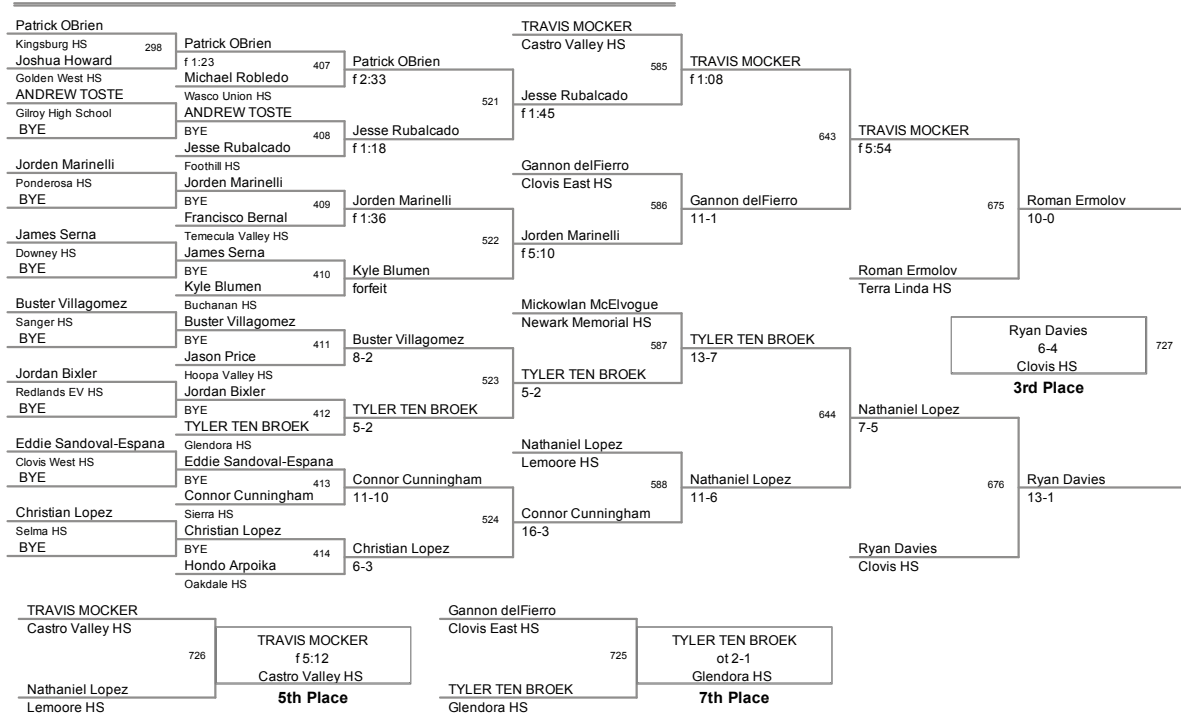 Patrick OBrien
Kingsburg HS
298
Joshua Howard
Golden West HS
ANDREW TOSTE
Gilroy High School
BYE
Jorden Marinelli
Ponderosa HS
BYE
James Serna
Downey HS
BYE
Buster Villagomez
Sanger HS
BYE
Jordan Bixler
Redlands EV HS
BYE
Eddie Sandoval-Espana
Clovis West HS
BYE
Christian Lopez
Selma HS
BYE
Patrick OBrien
f 1:23
407
Michael Robledo
Wasco Union HS
ANDREW TOSTE
BYE
408
Jesse Rubalcado
Foothill HS
Jorden Marinelli
BYE
409
Francisco Bernal
Temecula Valley HS
James Serna
BYE
410
Kyle Blumen
Buchanan HS
Buster Villagomez
BYE
411
Jason Price
Hoopa Valley HS
Jordan Bixler
BYE
412
TYLER TEN BROEK
Glendora HS
Eddie Sandoval-Espana
BYE
413
Connor Cunningham
Sierra HS
Christian Lopez
BYE
414
Hondo Arpoika
Oakdale HS
Patrick OBrien
f 2:33
521
Jesse Rubalcado
f 1:18
Jorden Marinelli
f 1:36
522
Kyle Blumen
forfeit
Buster Villagomez
8-2
523
TYLER TEN BROEK
5-2
Connor Cunningham
11-10
524
Christian Lopez
6-3
TRAVIS MOCKER
Castro Valley HS
585
Jesse Rubalcado
f 1:45
Gannon delFierro
Clovis East HS
586
Jorden Marinelli
f 5:10
Mickowlan McElvogue
Newark Memorial HS
587
TYLER TEN BROEK
5-2
Nathaniel Lopez
Lemoore HS
588
Connor Cunningham
16-3
TRAVIS MOCKER
f 1:08
643
Gannon delFierro
11-1
TYLER TEN BROEK
13-7
644
Nathaniel Lopez
11-6
TRAVIS MOCKER
f 5:54
675
Roman Ermolov
Terra Linda HS
Nathaniel Lopez
7-5
676
Ryan Davies
Clovis HS
Roman Ermolov
10-0
Ryan Davies
6-4
Clovis HS
727
3rd Place
Ryan Davies
13-1
TRAVIS MOCKER
Castro Valley HS
726
Nathaniel Lopez
Lemoore HS
TRAVIS MOCKER
f 5:12
Castro Valley HS
5th Place
Gannon delFierro
Clovis East HS
725
TYLER TEN BROEK
Glendora HS
TYLER TEN BROEK
ot 2-1
Glendora HS
7th Place